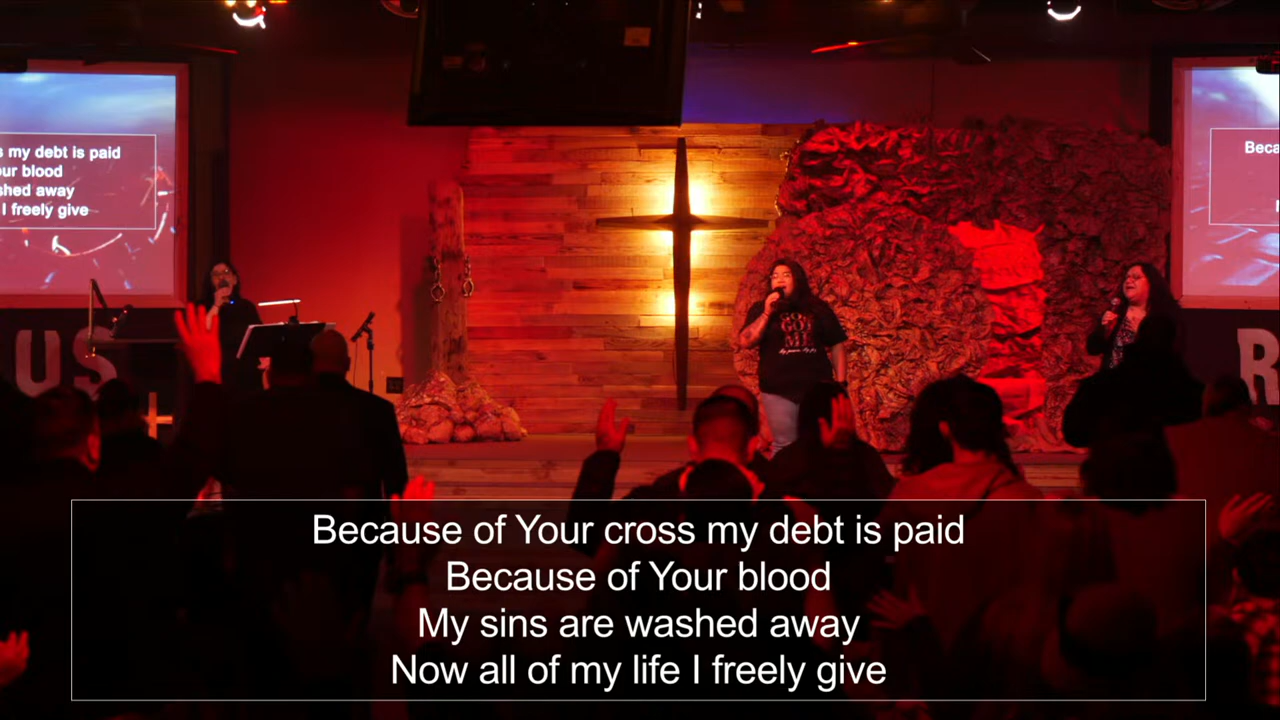 s my debt is paid
ur blood
shed away
I freely give
Beca
US
R
Because of Your cross my debt is paid
Because of Your blood
My sins are washed away
Now all of my life I freely give